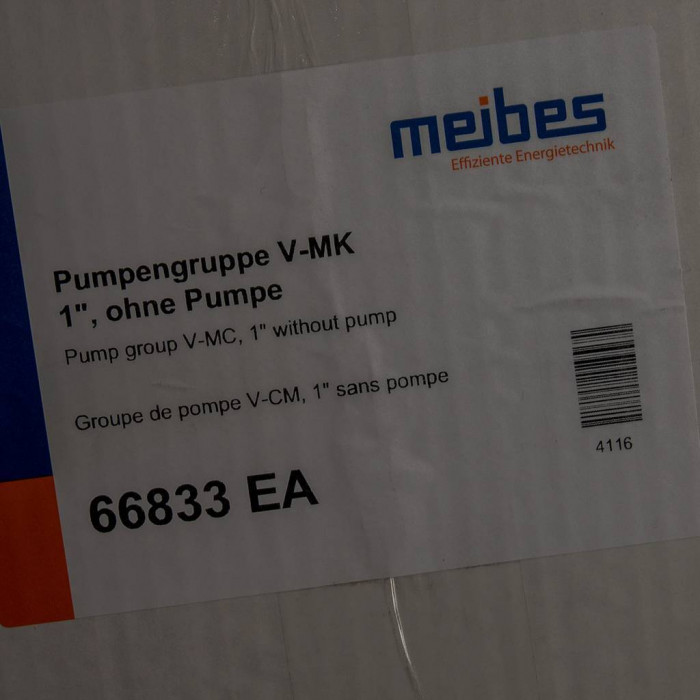 meibes
Effiziente Energietechnik
Pumpengruppe V-MK
1", ohne Pumpe
Pump group V-MC, 1" without pump
Groupe de pompe V-CM, 1" sans pompe
4116
66833 EA